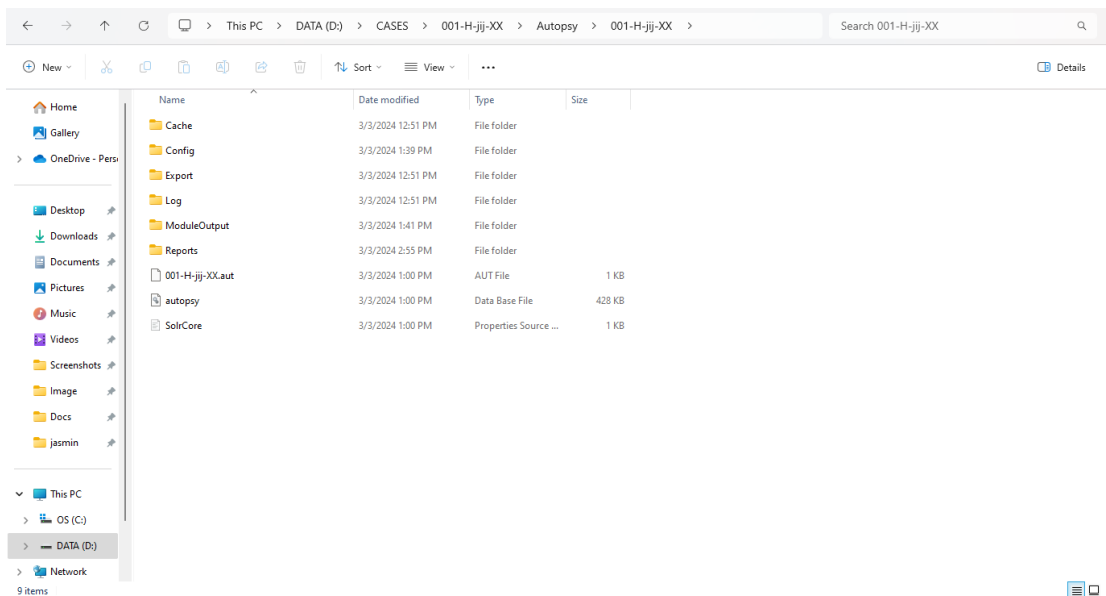 This PC > DATA (D:) > CASES > 001-H-jij-XX > Autopsy > 001-H-jij-XX >
Search 001-H-jij-XX
New
Sort
View
Details
Home
Gallery
OneDrive - Pers
Desktop
Downloads
Documents
Pictures
Music
Videos
Screenshots
Image
Docs
jasmin
This PC
OS (C:)
DATA (D:)
Network
Name Date modified Type Size
Cache 3/3/2024 12:51 PM File folder
Config 3/3/2024 1:39 PM File folder
Export 3/3/2024 12:51 PM File folder
Log 3/3/2024 12:51 PM File folder
ModuleOutput 3/3/2024 1:41 PM File folder
Reports 3/3/2024 2:55 PM File folder
001-H-jij-XX.aut 3/3/2024 1:00 PM AUT File 1 KB
autopsy 3/3/2024 1:00 PM Data Base File 428 KB
SolrCore 3/3/2024 1:00 PM Properties Source ... 1 KB
9 items